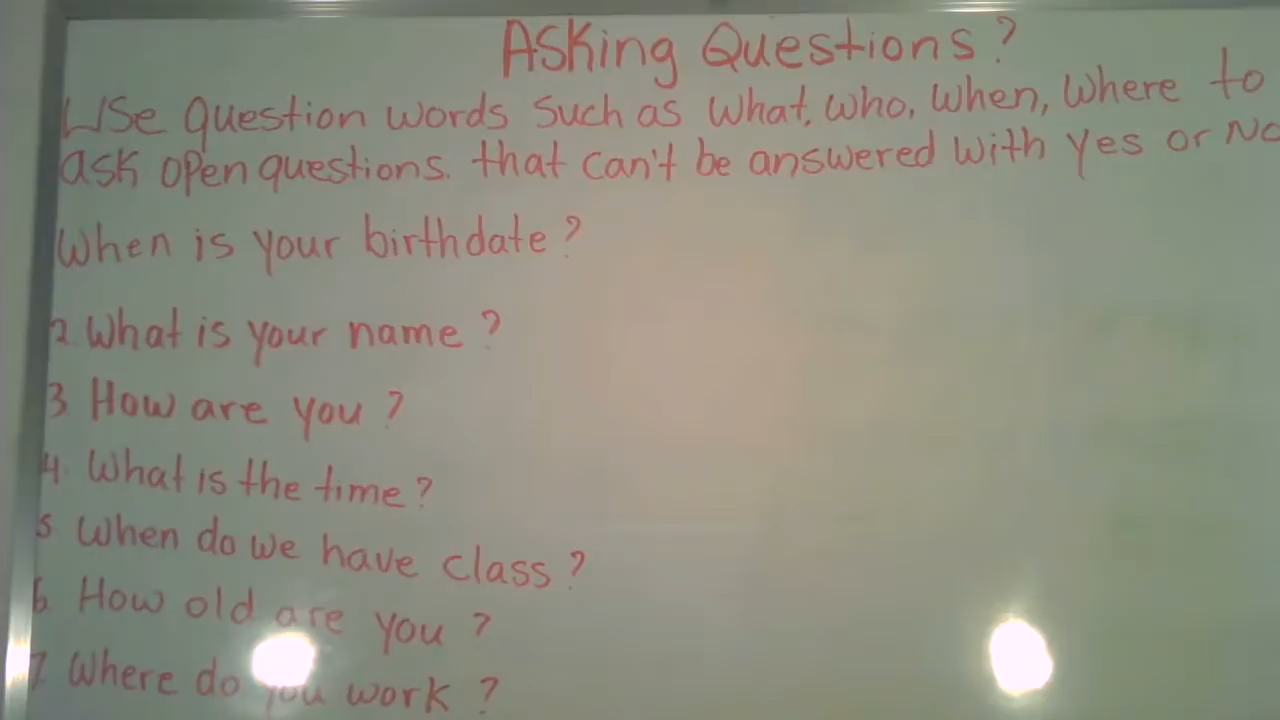 Asking Questions?
Use question words such as what, who, when, where to
ask open questions. that can't be answered with yes or No
When is your birthdate?
2 What is your name?
3 How are you?
4. What is the time?
5 When do we have class?
6. How old are you?
7. Where do you work?